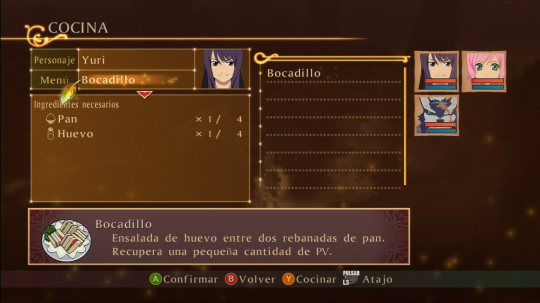 COCINA
Personaje Yuri
Menú Bocadillo
Bocadillo
Ingredientes necesarios
Pan × 1 / 4
Huevo × 1 / 4
Bocadillo
Ensalada de huevo entre dos rebanadas de pan.
Recupera una pequeña cantidad de PV.
A Confirmar B Volver Y Cocinar PULSAR LS Atajo